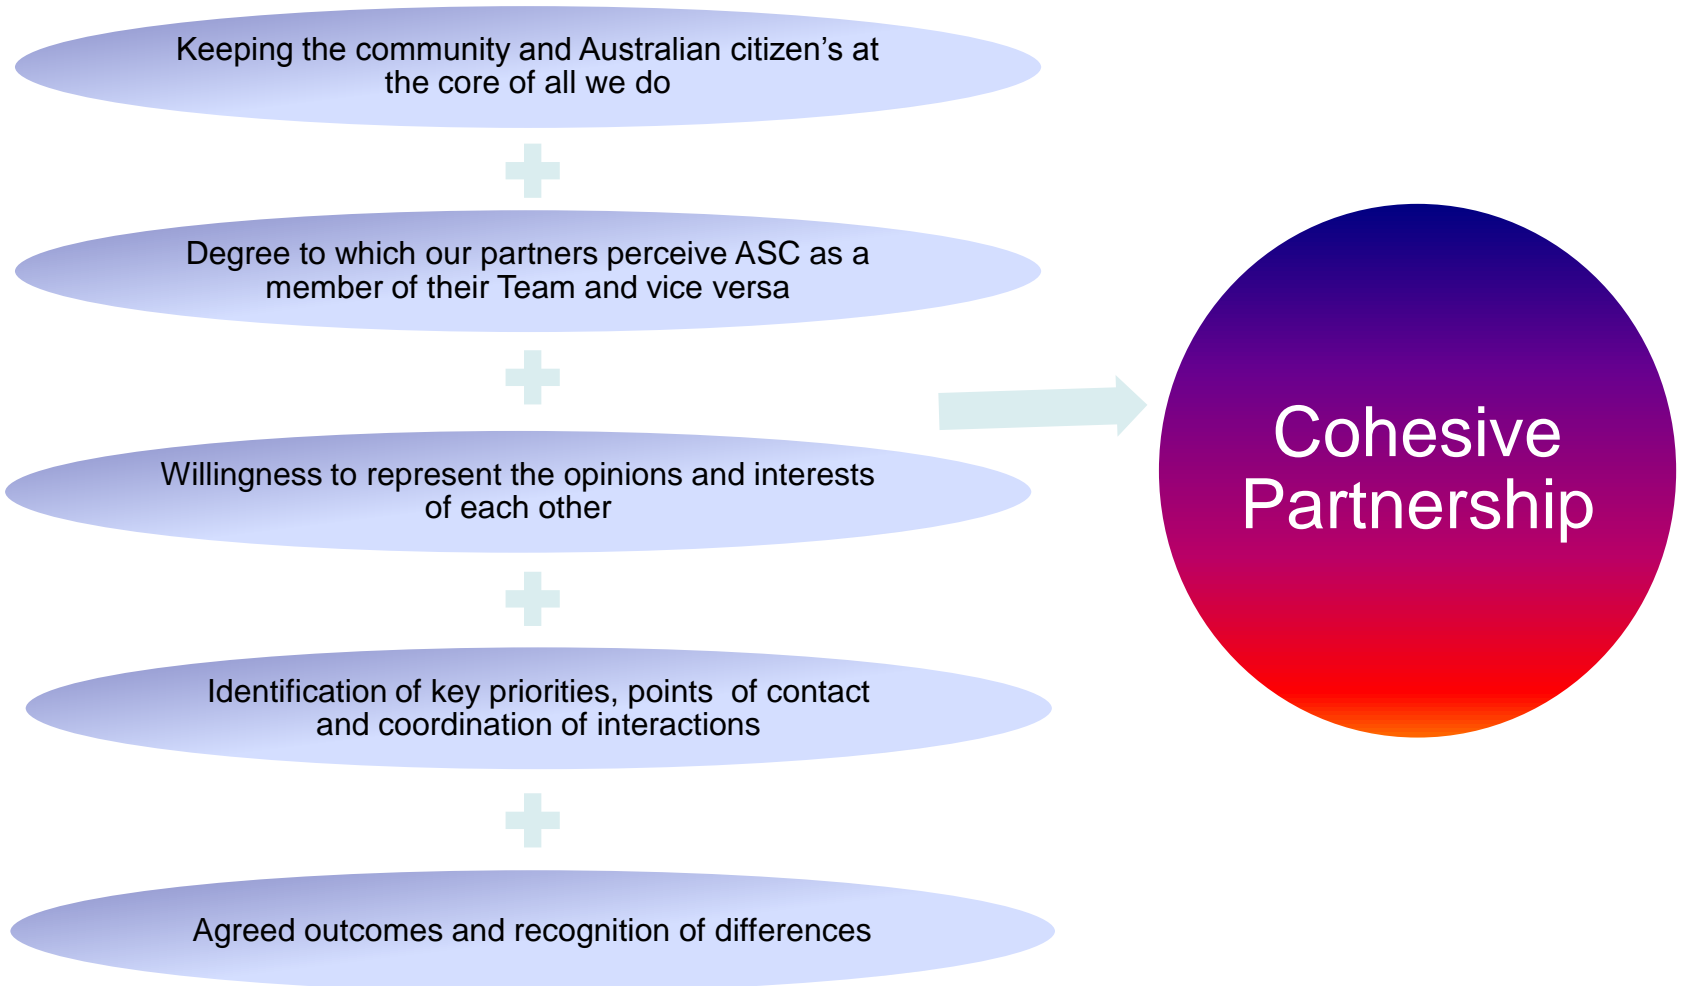 Keeping the community and Australian citizen’s at
the core of all we do
Degree to which our partners perceive ASC as a
member of their Team and vice versa
Willingness to represent the opinions and interests
of each other
Identification of key priorities, points  of contact
and coordination of interactions
Agreed outcomes and recognition of differences
Cohesive
Partnership